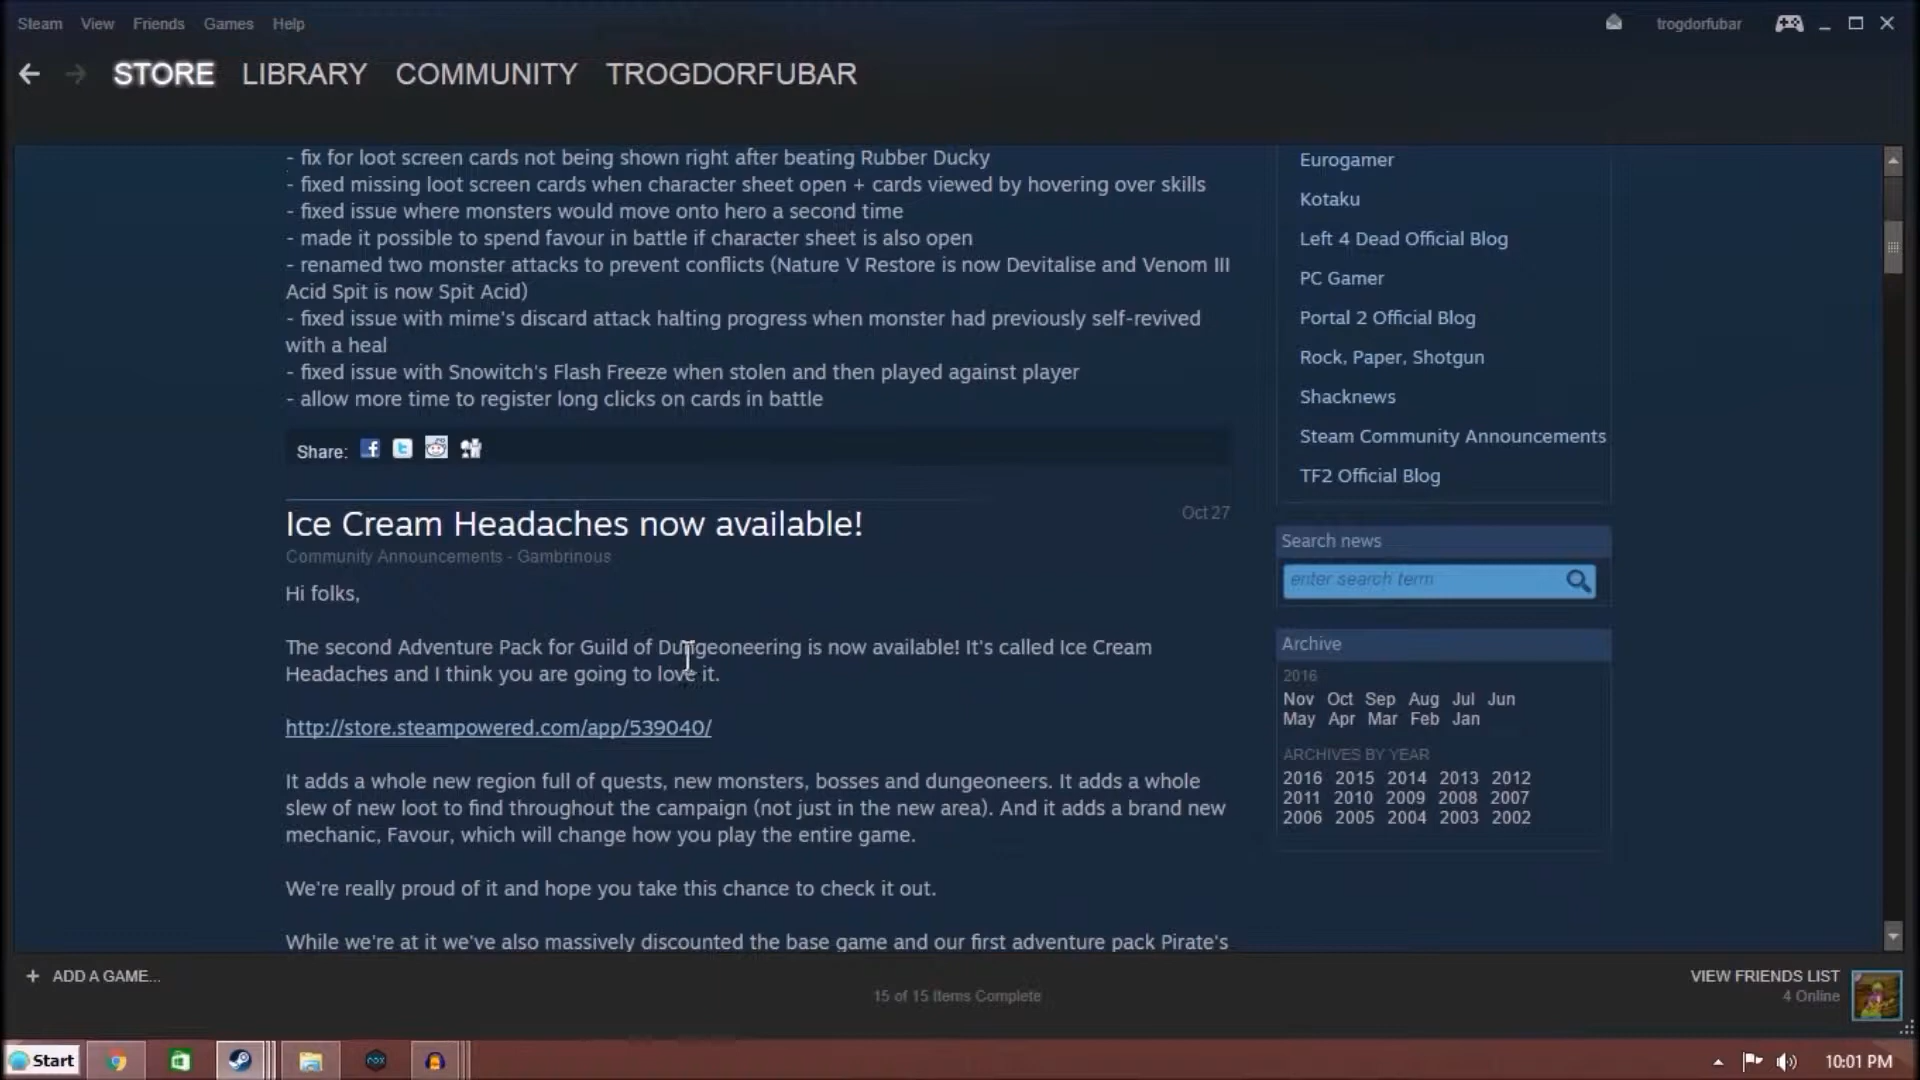 Steam View Friends Games Help
trogdorfubar
STORE LIBRARY COMMUNITY TROGDORFUBAR
- fix for loot screen cards not being shown right after beating Rubber Ducky
- fixed missing loot screen cards when character sheet open + cards viewed by hovering over skills
- fixed issue where monsters would move onto hero a second time
- made it possible to spend favour in battle if character sheet is also open
- renamed two monster attacks to prevent conflicts (Nature V Restore is now Devitalise and Venom III
Acid Spit is now Spit Acid)
- fixed issue with mime's discard attack halting progress when monster had previously self-revived
with a heal
- fixed issue with Snowitch's Flash Freeze when stolen and then played against player
- allow more time to register long clicks on cards in battle
Share:
Ice Cream Headaches now available!
Oct 27
Community Announcements - Gambrinous
Hi folks,
The second Adventure Pack for Guild of Dungeoneering is now available! It's called Ice Cream
Headaches and I think you are going to love it.
http://store.steampowered.com/app/539040/
It adds a whole new region full of quests, new monsters, bosses and dungeoneers. It adds a whole
slew of new loot to find throughout the campaign (not just in the new area). And it adds a brand new
mechanic, Favour, which will change how you play the entire game.
We're really proud of it and hope you take this chance to check it out.
While we're at it we've also massively discounted the base game and our first adventure pack Pirate's
Eurogamer
Kotaku
Left 4 Dead Official Blog
PC Gamer
Portal 2 Official Blog
Rock, Paper, Shotgun
Shacknews
Steam Community Announcements
TF2 Official Blog
Search news
enter search term
Archive
2016
Nov Oct Sep Aug Jul Jun
May Apr Mar Feb Jan
ARCHIVES BY YEAR
2016 2015 2014 2013 2012
2011 2010 2009 2008 2007
2006 2005 2004 2003 2002
+ ADD A GAME...
15 of 15 Items Complete
VIEW FRIENDS LIST
4 Online
Start
nox
10:01 PM